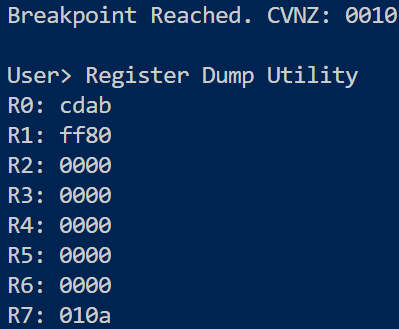 Breakpoint Reached. CVNZ: 0010
User> Register Dump Utility
R0: cdab
R1: ff80
R2: 0000
R3: 0000
R4: 0000
R5: 0000
R6: 0000
R7: 010a